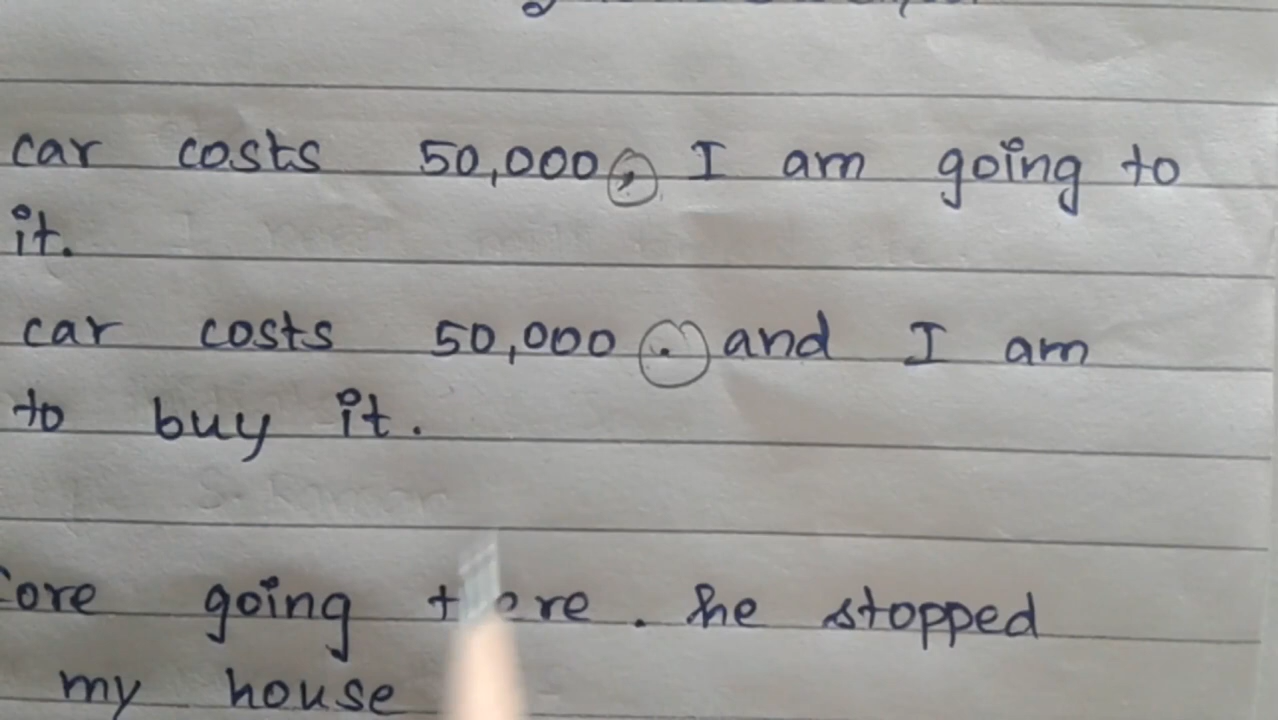 car costs 50,000, I am going to
it.
car costs 50,000 . and I am
to buy it.
ore going . he stopped
my house